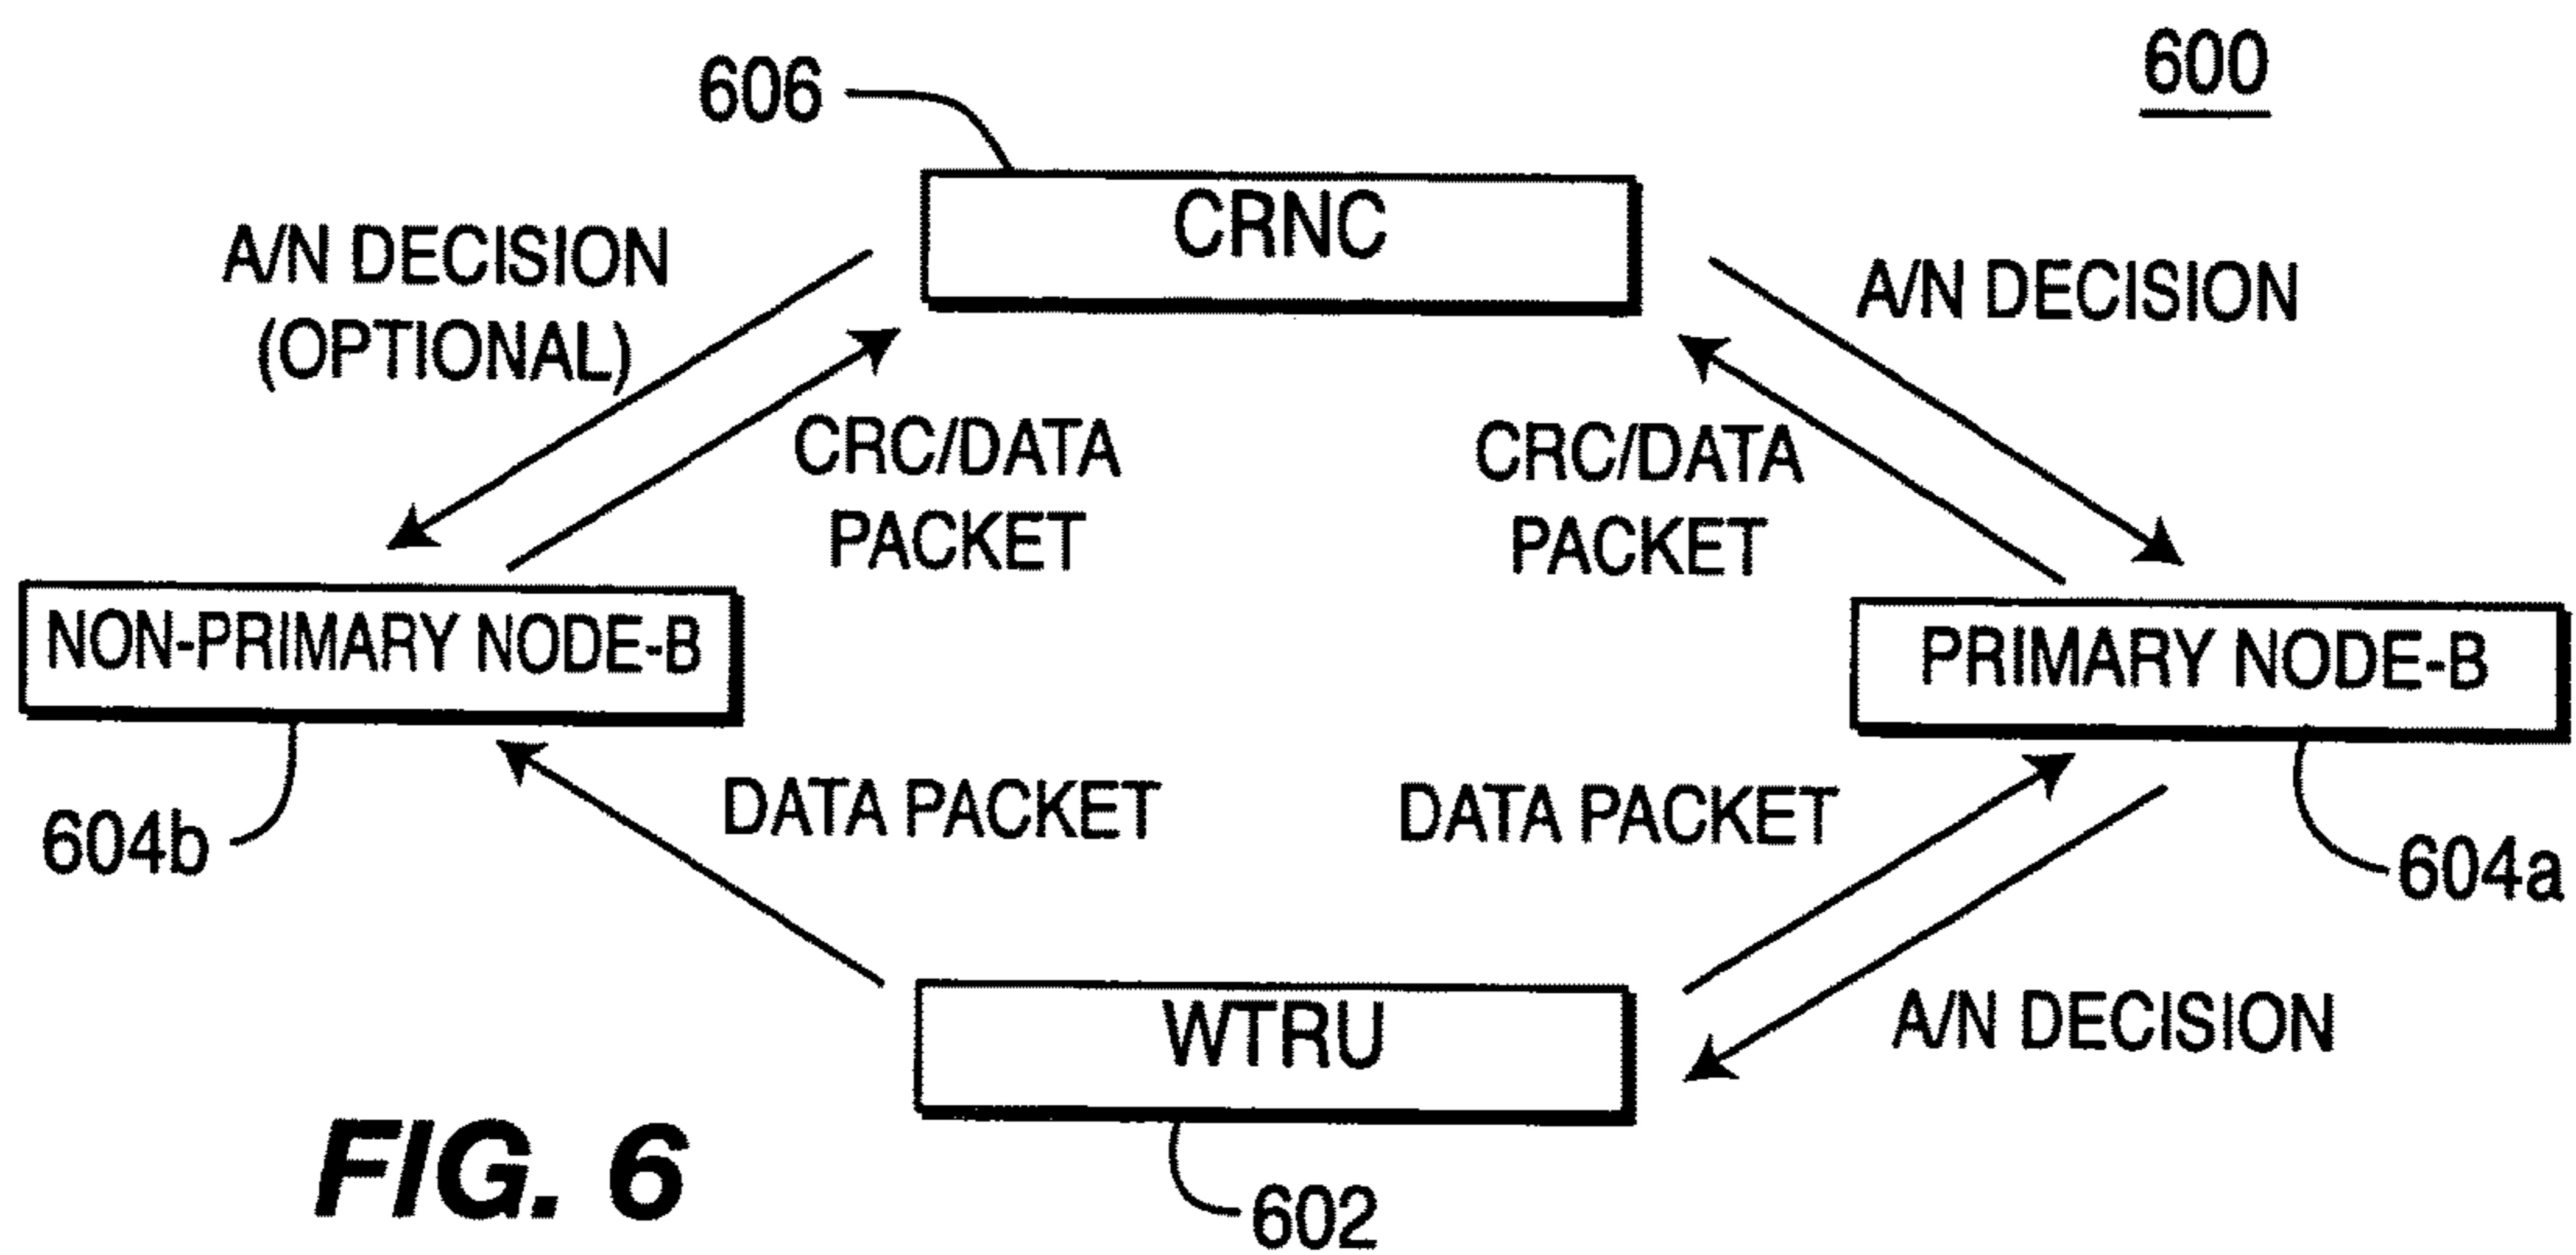 600
606
CRNC
A/N DECISION
(OPTIONAL)
A/N DECISION
CRC/DATA
PACKET
CRC/DATA
PACKET
NON-PRIMARY NODE-B
PRIMARY NODE-B
604b
DATA PACKET
DATA PACKET
604a
WTRU
A/N DECISION
602
FIG. 6